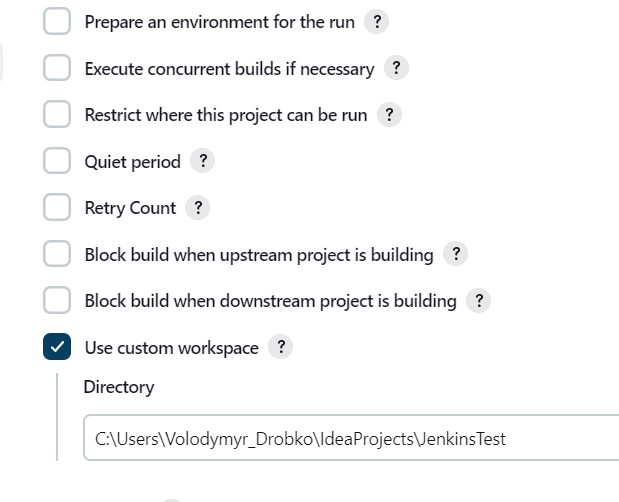 Prepare an environment for the run ?
Execute concurrent builds if necessary ?
Restrict where this project can be run ?
Quiet period ?
Retry Count ?
Block build when upstream project is building ?
Block build when downstream project is building ?
Use custom workspace ?
Directory
C:\Users\Volodymyr_Drobko\IdeaProjects\JenkinsTest